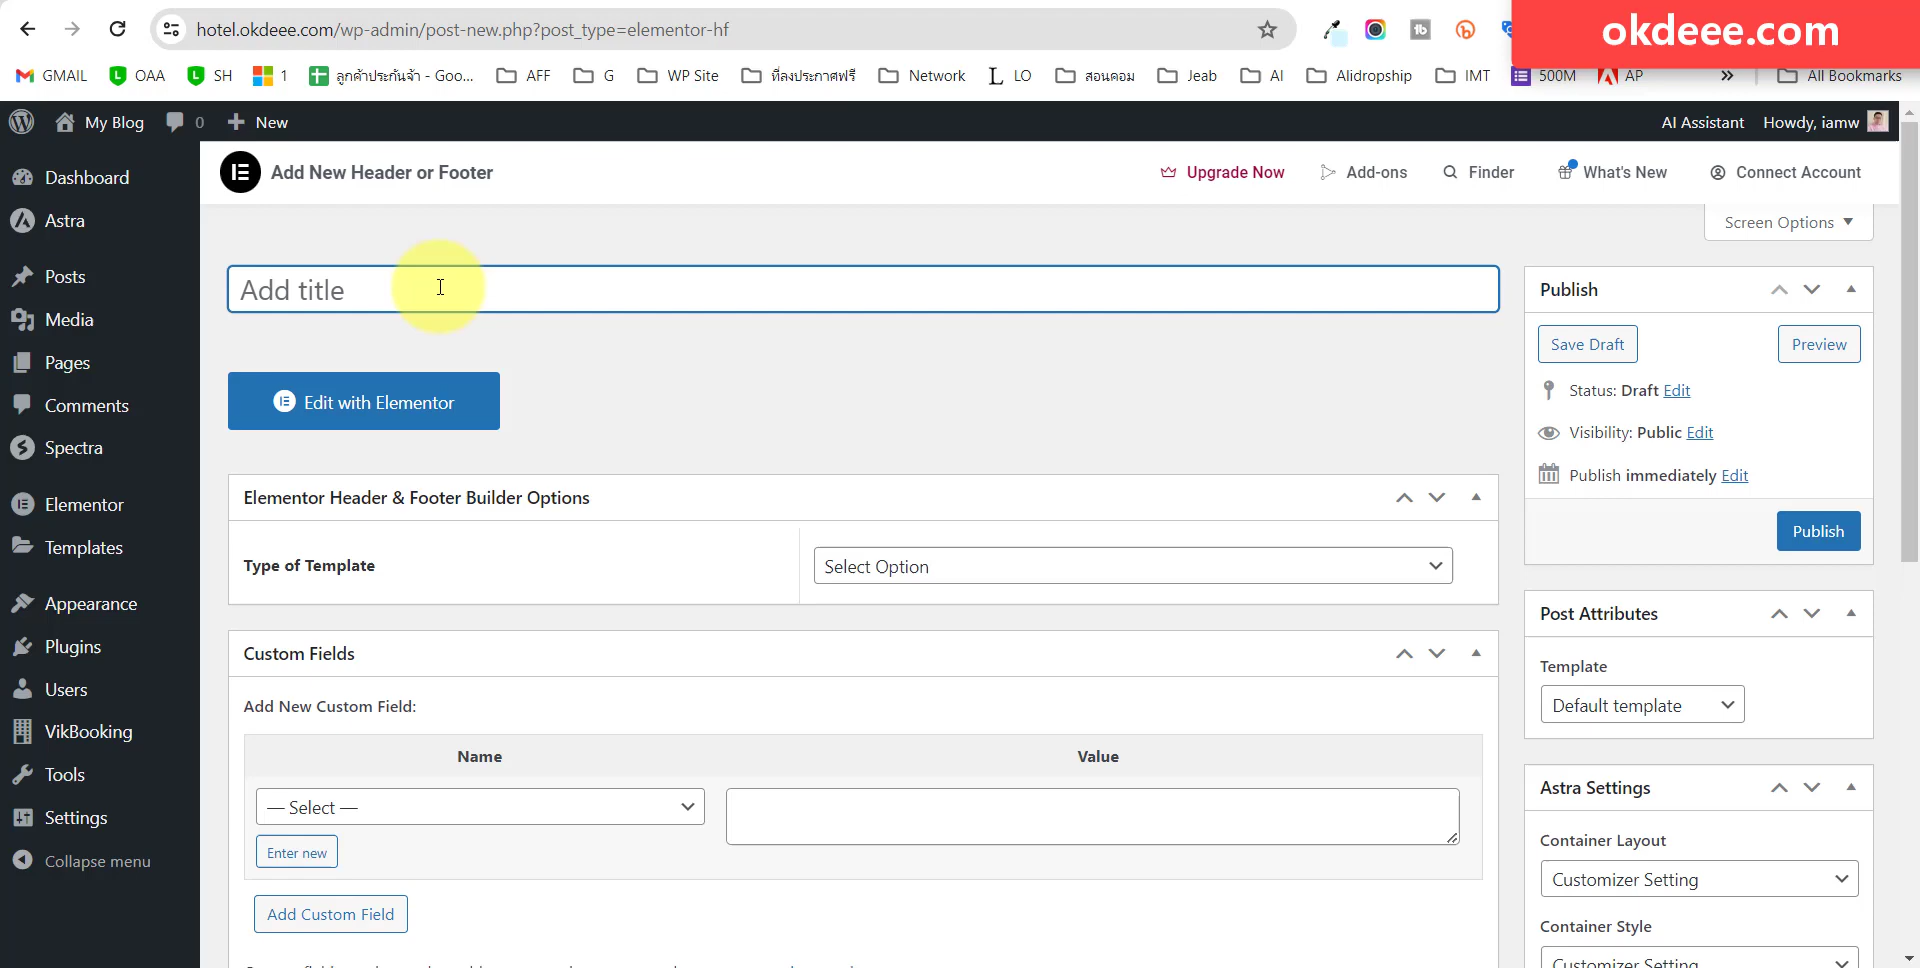 hotel.okdeee.com/wp-admin/post-new.php?post_type=elementor-hf
okdeee.com
GMAIL
OAA
SH
1
ลูกค้าประกันจ้า - Goo...
AFF
G
WP Site
ที่ลงประกาศฟรี
Network
LO
สอนคอม
Jeab
AI
Alidropship
IMT
500M
AP
All Bookmarks
My Blog
0
New
AI Assistant
Howdy, iamw
Add New Header or Footer
Upgrade Now
Add-ons
Finder
What's New
Connect Account
Screen Options
Dashboard
Astra
Posts
Media
Pages
Comments
Spectra
Elementor
Templates
Appearance
Plugins
Users
VikBooking
Tools
Settings
Collapse menu
Add title
Edit with Elementor
Elementor Header & Footer Builder Options
Type of Template
Select Option
Custom Fields
Add New Custom Field:
Name
Value
— Select —
Enter new
Add Custom Field
Publish
Save Draft
Preview
Status: Draft Edit
Visibility: Public Edit
Publish immediately Edit
Publish
Post Attributes
Template
Default template
Astra Settings
Container Layout
Customizer Setting
Container Style
Customizer Setting